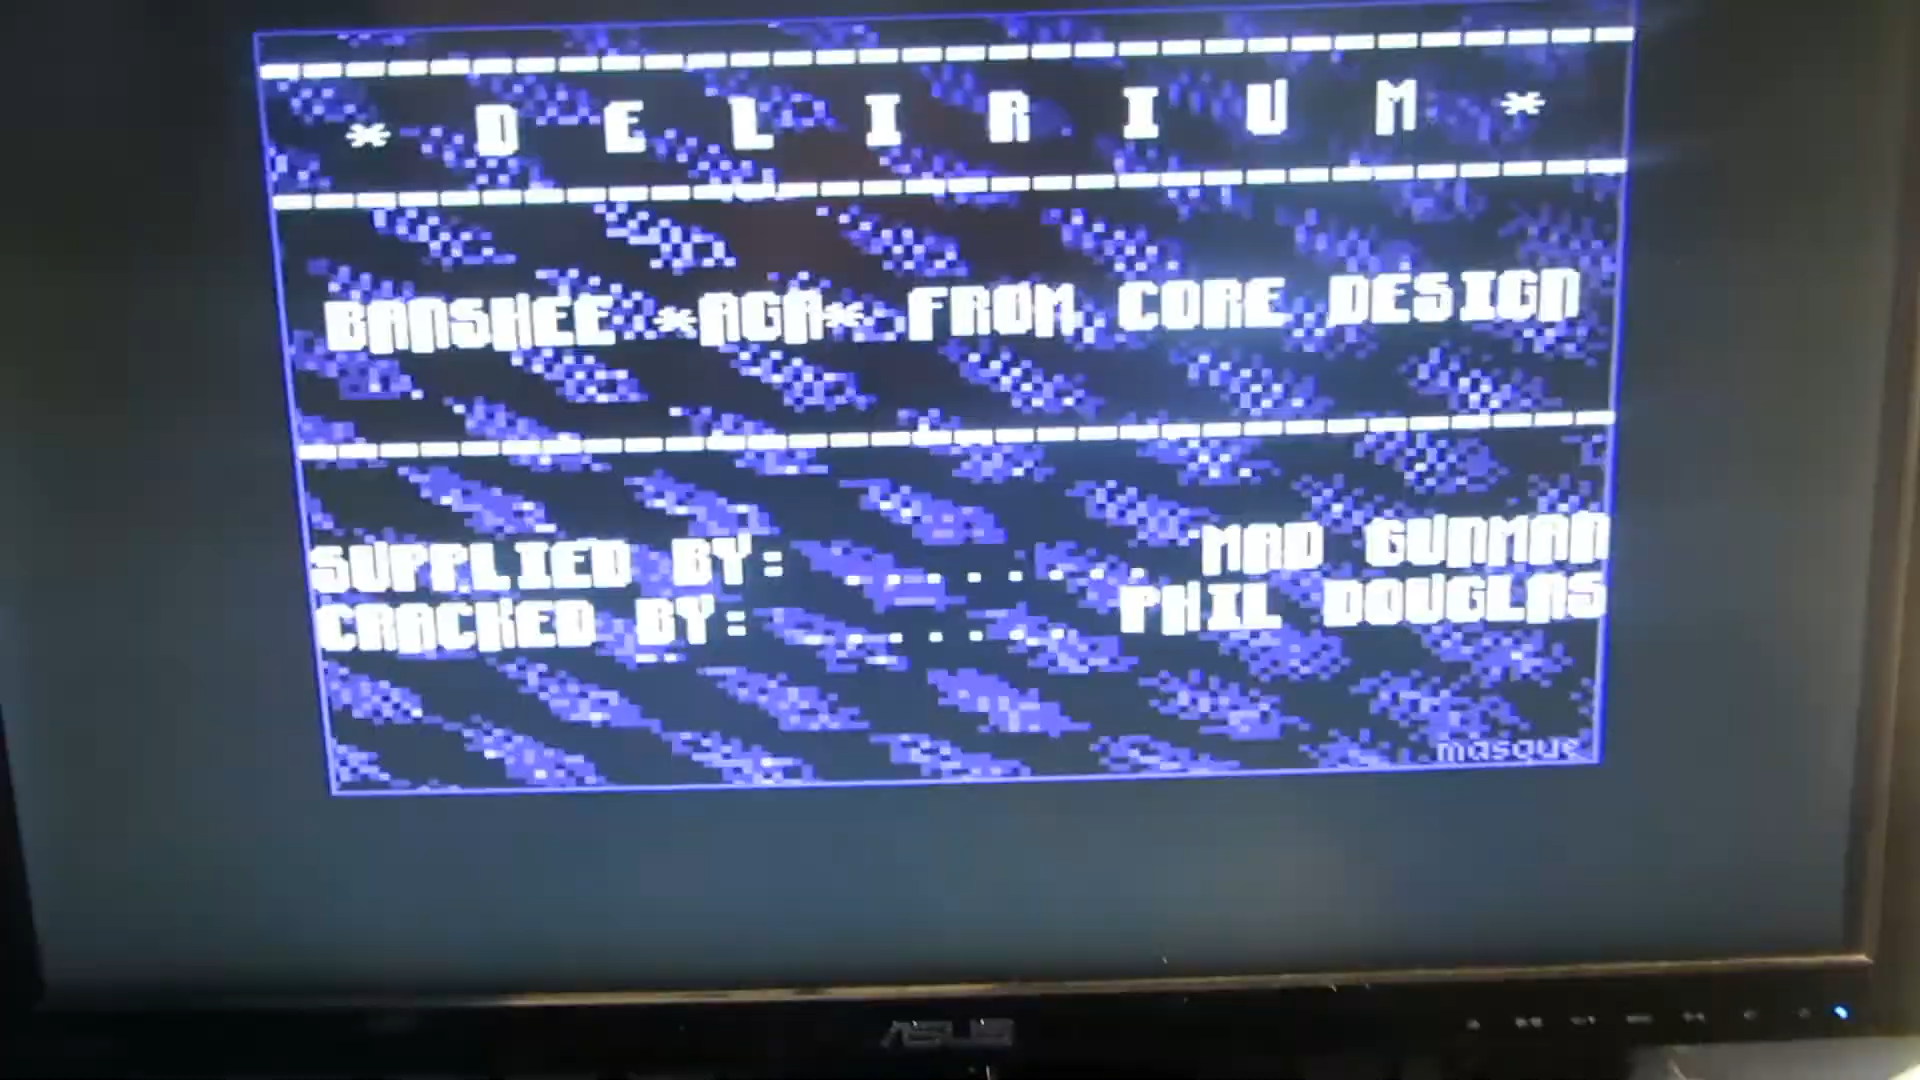 * D E L I R I U M *
BANSHEE *AGA* FROM CORE DESIGN
SUPPLIED BY: ........ MAD GUNMAN
CRACKED BY: ....... PHIL DOUGLAS
masque
ASUS